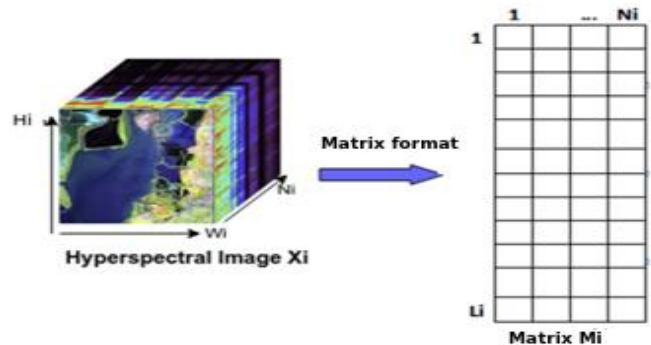 1 ... Ni
1
Hi
Matrix format
Ni
Wi
Hyperspectral Image Xi
Li
Matrix Mi